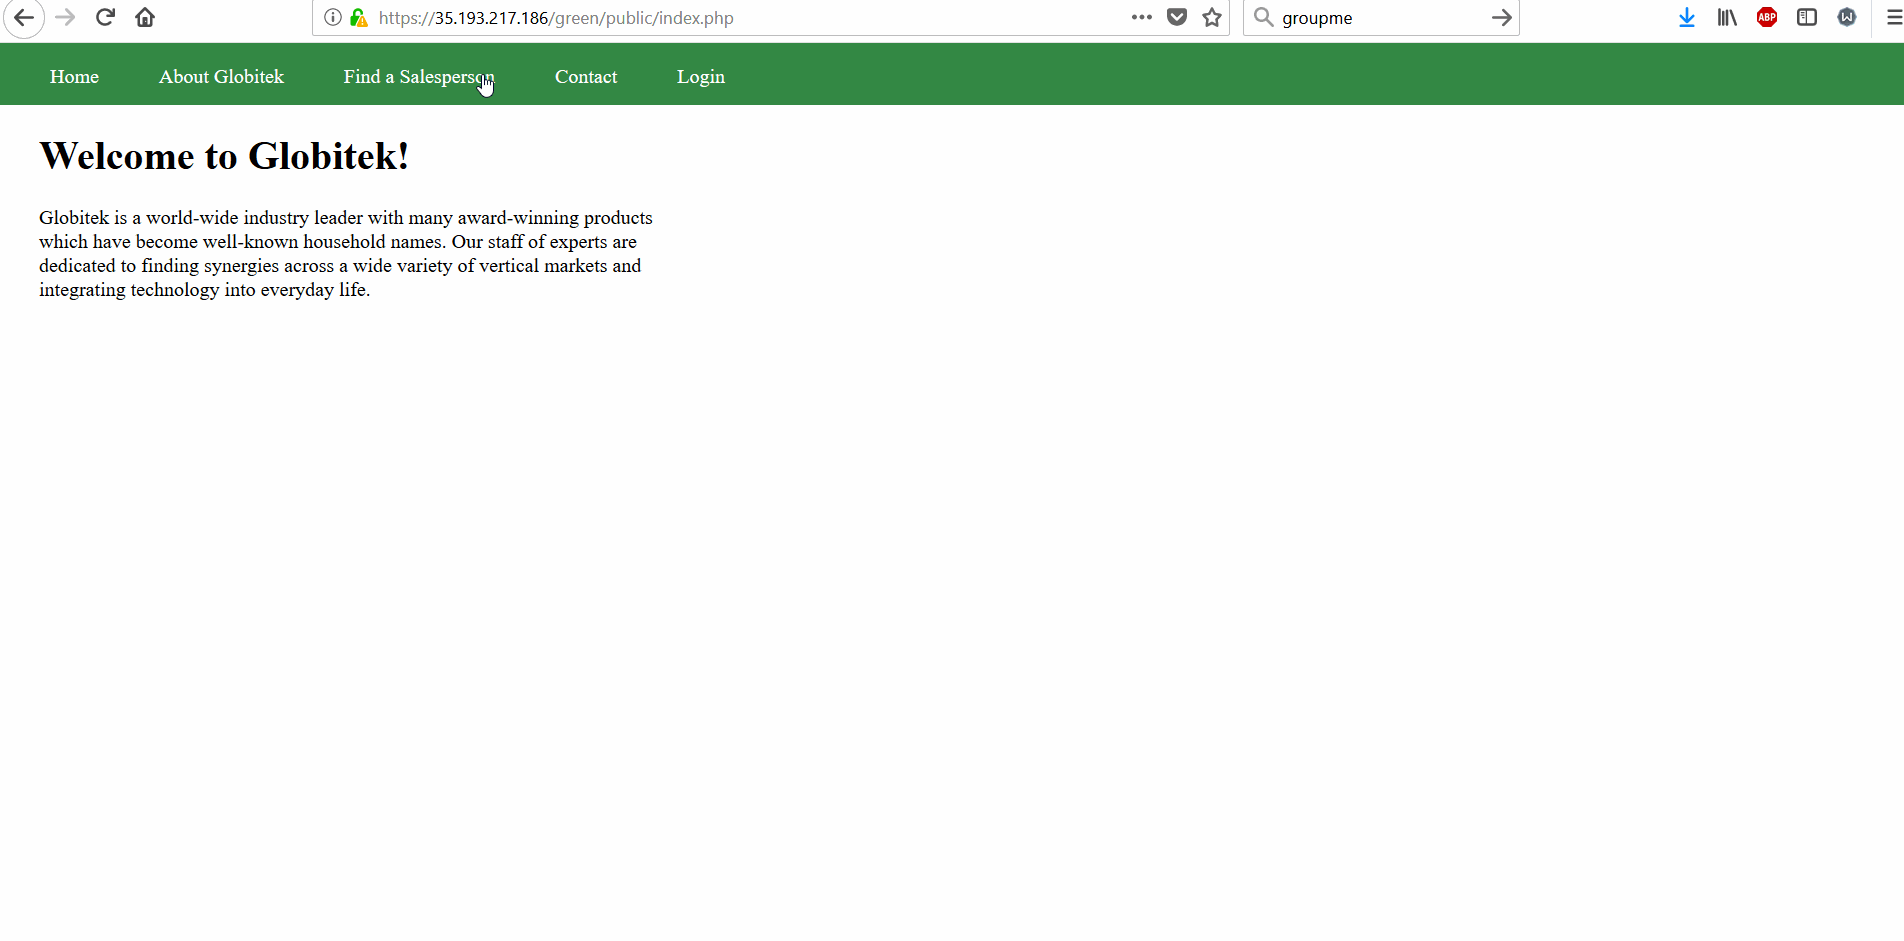 https://35.193.217.186/green/public/index.php
groupme
ABP
W
Home About Globitek Find a Salesperson Contact Login
Welcome to Globitek!
Globitek is a world-wide industry leader with many award-winning products
which have become well-known household names. Our staff of experts are
dedicated to finding synergies across a wide variety of vertical markets and
integrating technology into everyday life.